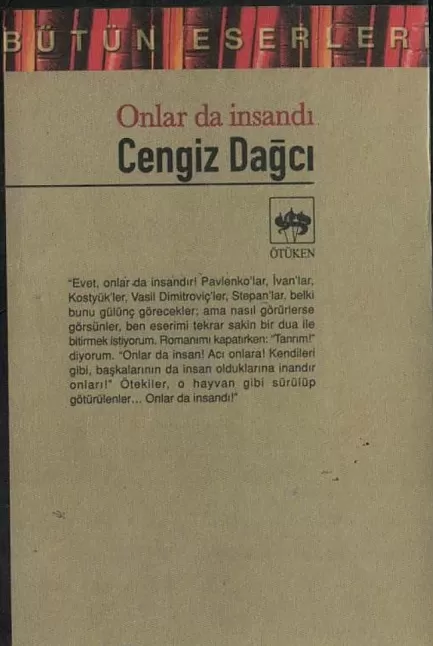 BÜTÜN ESERLERİ
Onlar da insandı
Cengiz Dağcı
ÖTÜKEN
"Evet, onlar da insandır! Pavlenko'lar, İvan'lar,
Kostyük'ler, Vasil Dimitroviç'ler, Stepan'lar. belki
bunu gülünç görecekler; ama nasıl görürlerse
görsünler, ben eserimi tekrar sakin bir dua ile
bitirmek istiyorum. Romanımı kapatırken: "Tanrım!"
diyorum. "Onlar da insan! Acı onlara! Kendileri
gibi, başkalarının da insan olduklarına inandır
onları!" Ötekiler, o hayvan gibi sürülüp
götürülenler... Onlar da insandı!"